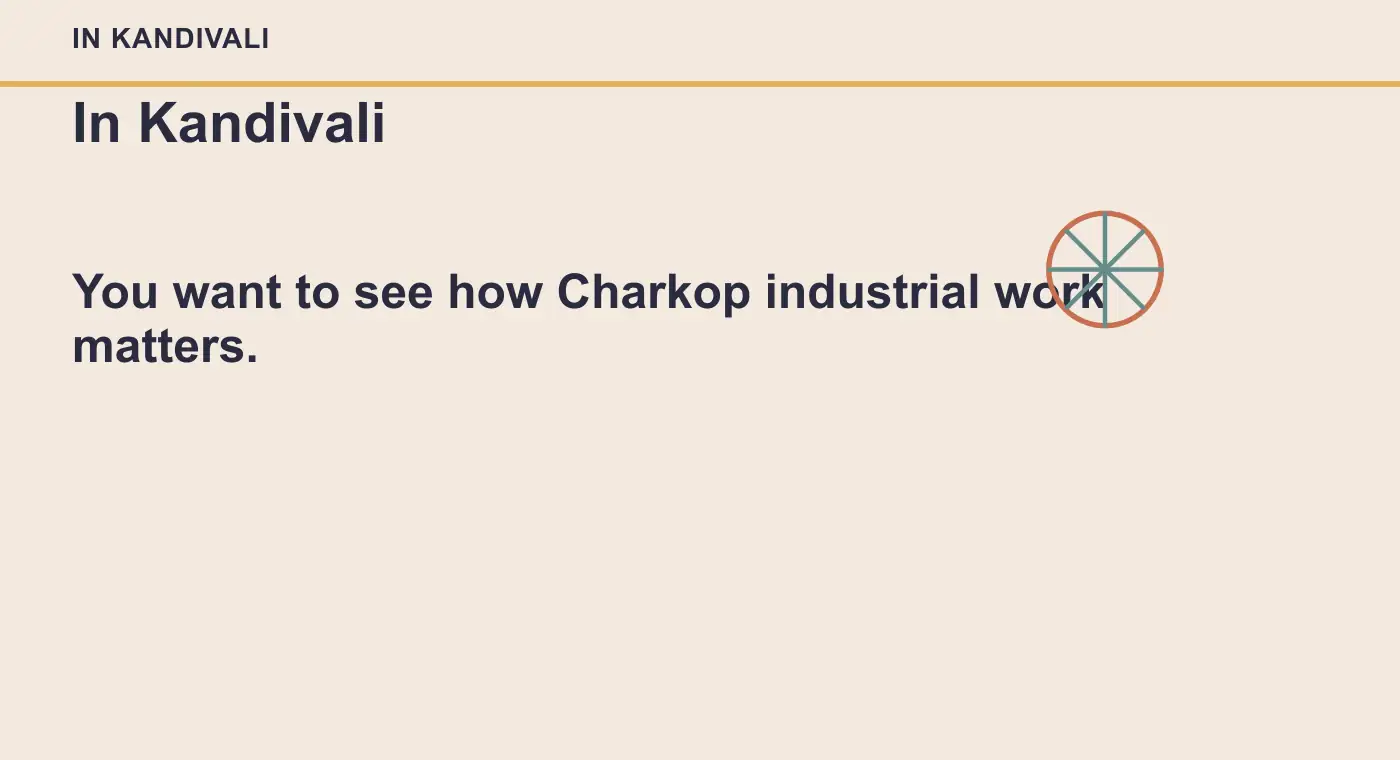 IN KANDIVALI
In Kandivali
You want to see how Charkop industrial work
matters.